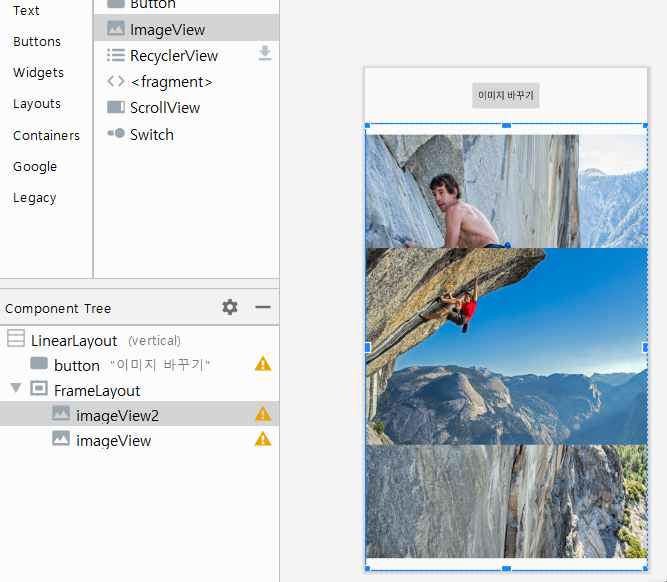 Text
Buttons
Widgets
Layouts
Containers
Google
Legacy
Button
ImageView
RecyclerView
<fragment>
ScrollView
Switch
이미지 바꾸기
Component Tree
LinearLayout (vertical)
button "이미지 바꾸기"
FrameLayout
imageView2
imageView